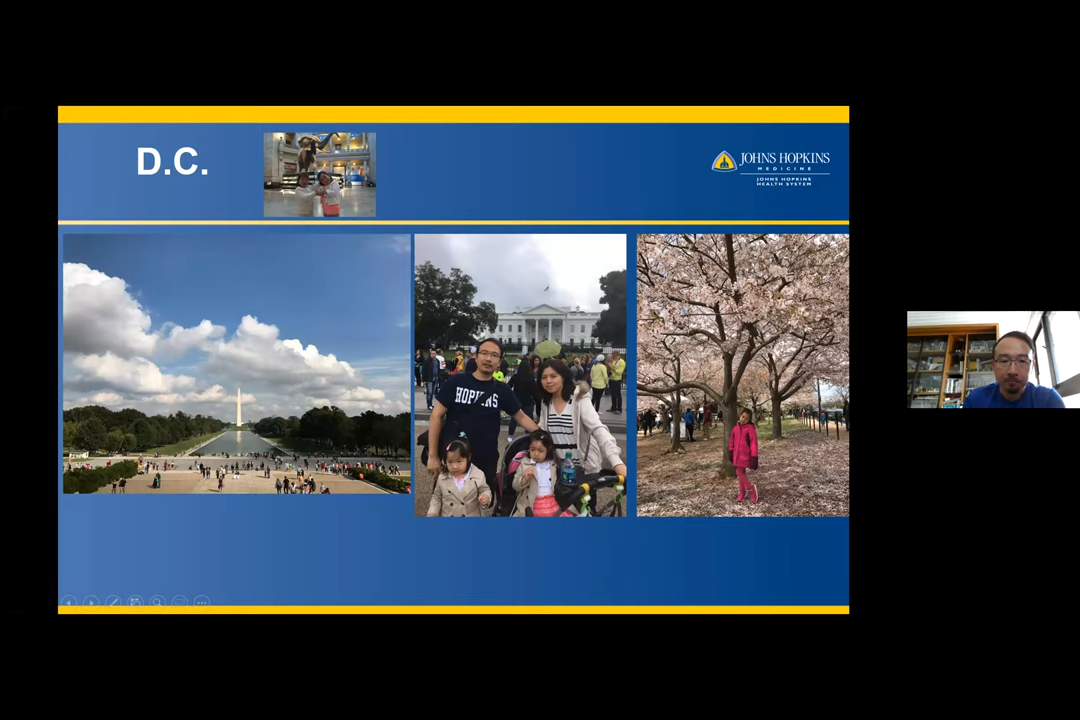 D.C.
JOHNS HOPKINS
MEDICINE
JOHNS HOPKINS
HEALTH SYSTEM
HOPKINS